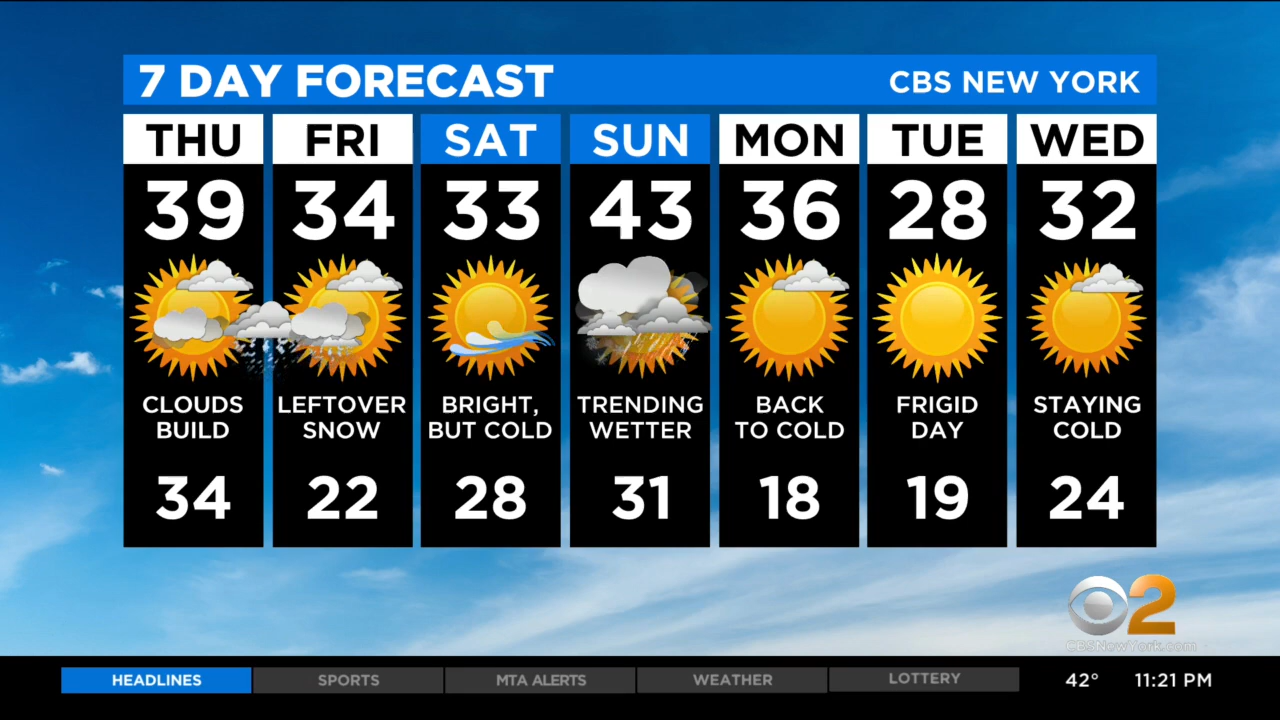 7 DAY FORECAST CBS NEW YORK
THU FRI SAT SUN MON TUE WED
39 34 33 43 36 28 32
CLOUDS BUILD LEFTOVER SNOW BRIGHT, BUT COLD TRENDING WETTER BACK TO COLD FRIGID DAY STAYING COLD
34 22 28 31 18 19 24
2
CBSNewYork.com
HEADLINES SPORTS MTA ALERTS WEATHER LOTTERY 42° 11:21 PM